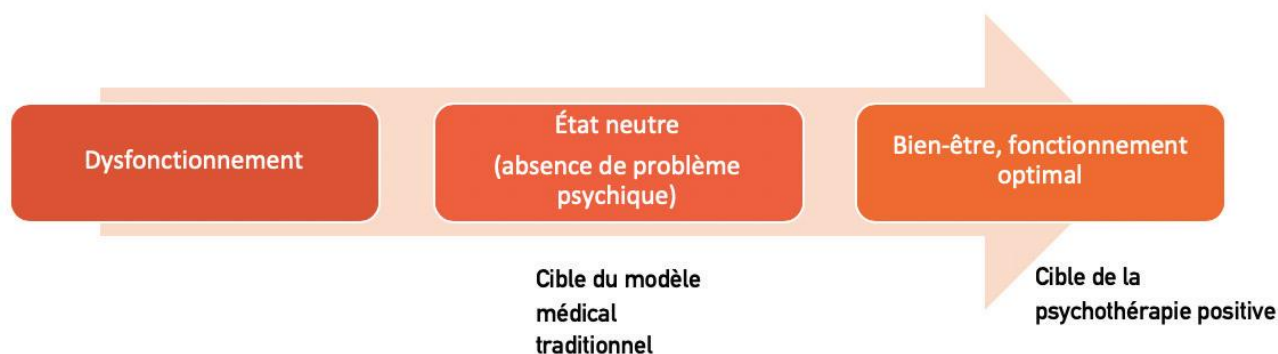 Dysfonctionnement
État neutre
(absence de problème
psychique)
Bien-être, fonctionnement
optimal
Cible du modèle
médical
traditionnel
Cible de la
psychothérapie positive